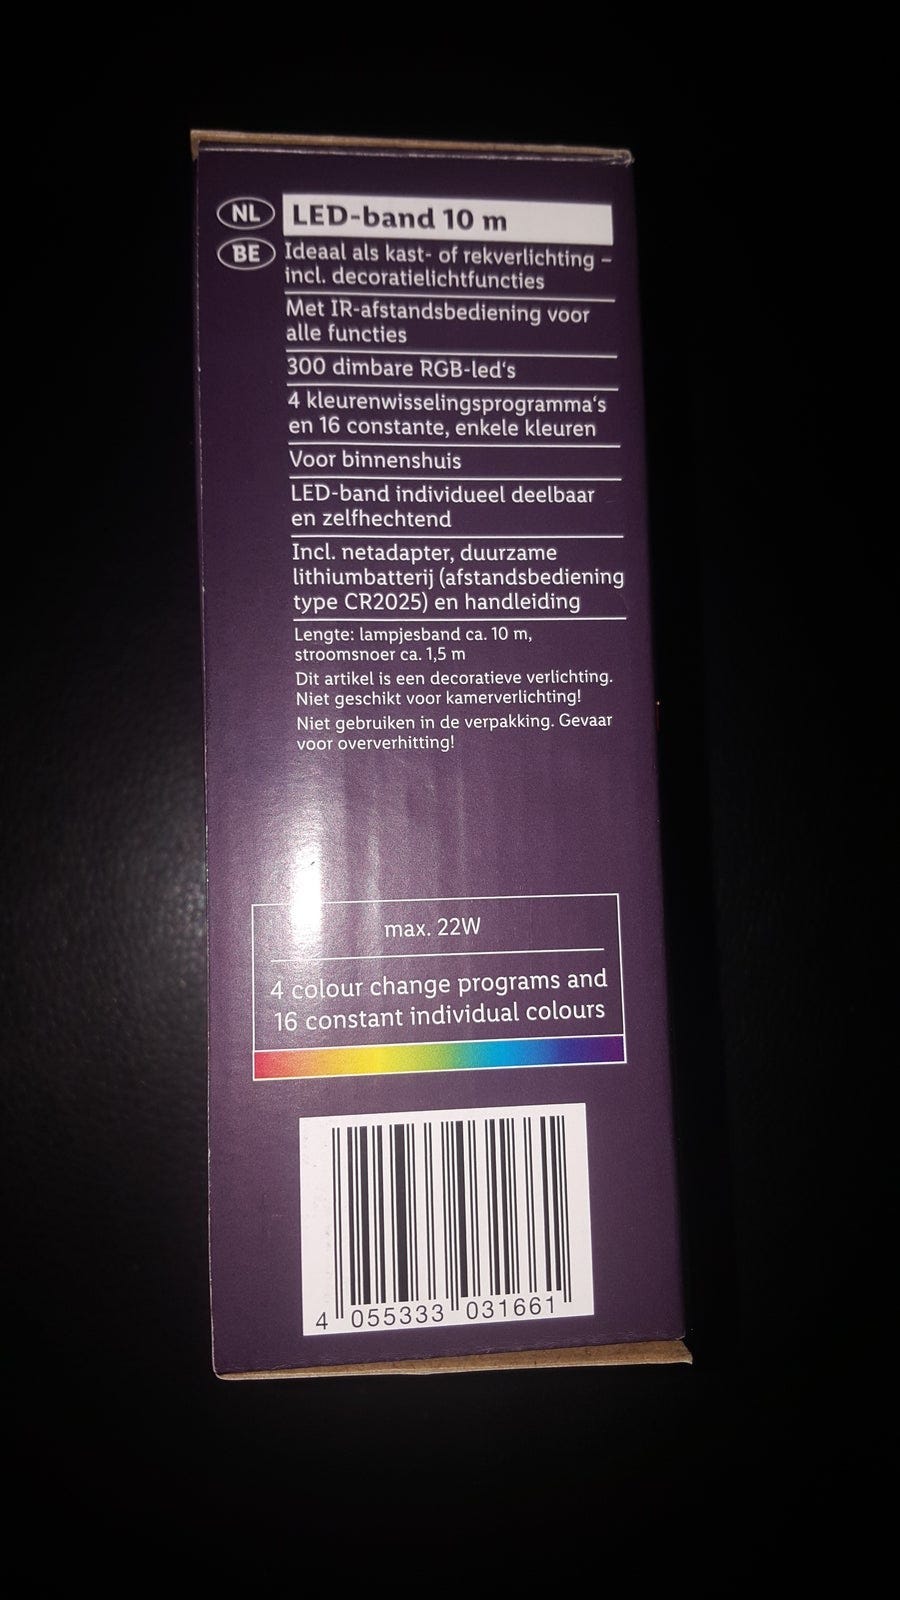 NL LED-band 10 m
BE Ideaal als kast- of rekverlichting –
incl. decoratielichtfuncties
Met IR-afstandsbediening voor
alle functies
300 dimbare RGB-led‘s
4 kleurenwisselingsprogramma‘s
en 16 constante, enkele kleuren
Voor binnenshuis
LED-band individueel deelbaar
en zelfhechtend
Incl. netadapter, duurzame
lithiumbatterij (afstandsbediening
type CR2025) en handleiding
Lengte: lampjesband ca. 10 m,
stroomsnoer ca. 1,5 m
Dit artikel is een decoratieve verlichting.
Niet geschikt voor kamerverlichting!
Niet gebruiken in de verpakking. Gevaar
voor oververhitting!
max. 22W
4 colour change programs and
16 constant individual colours
4 055333 031661